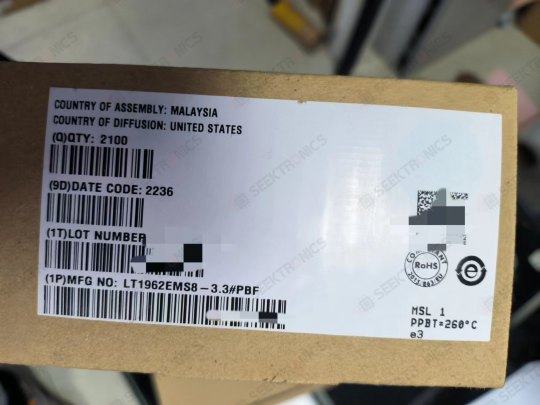 COUNTRY OF ASSEMBLY: MALAYSIA
COUNTRY OF DIFFUSION: UNITED STATES
(Q)QTY: 2100
(9D)DATE CODE: 2236
(1T)LOT NUMBER
(1P)MFG NO: LT1962EMS8-3.3#PBF
RoHS
e
MSL 1
PPBT=260°C
e3
SEEKTRONICS